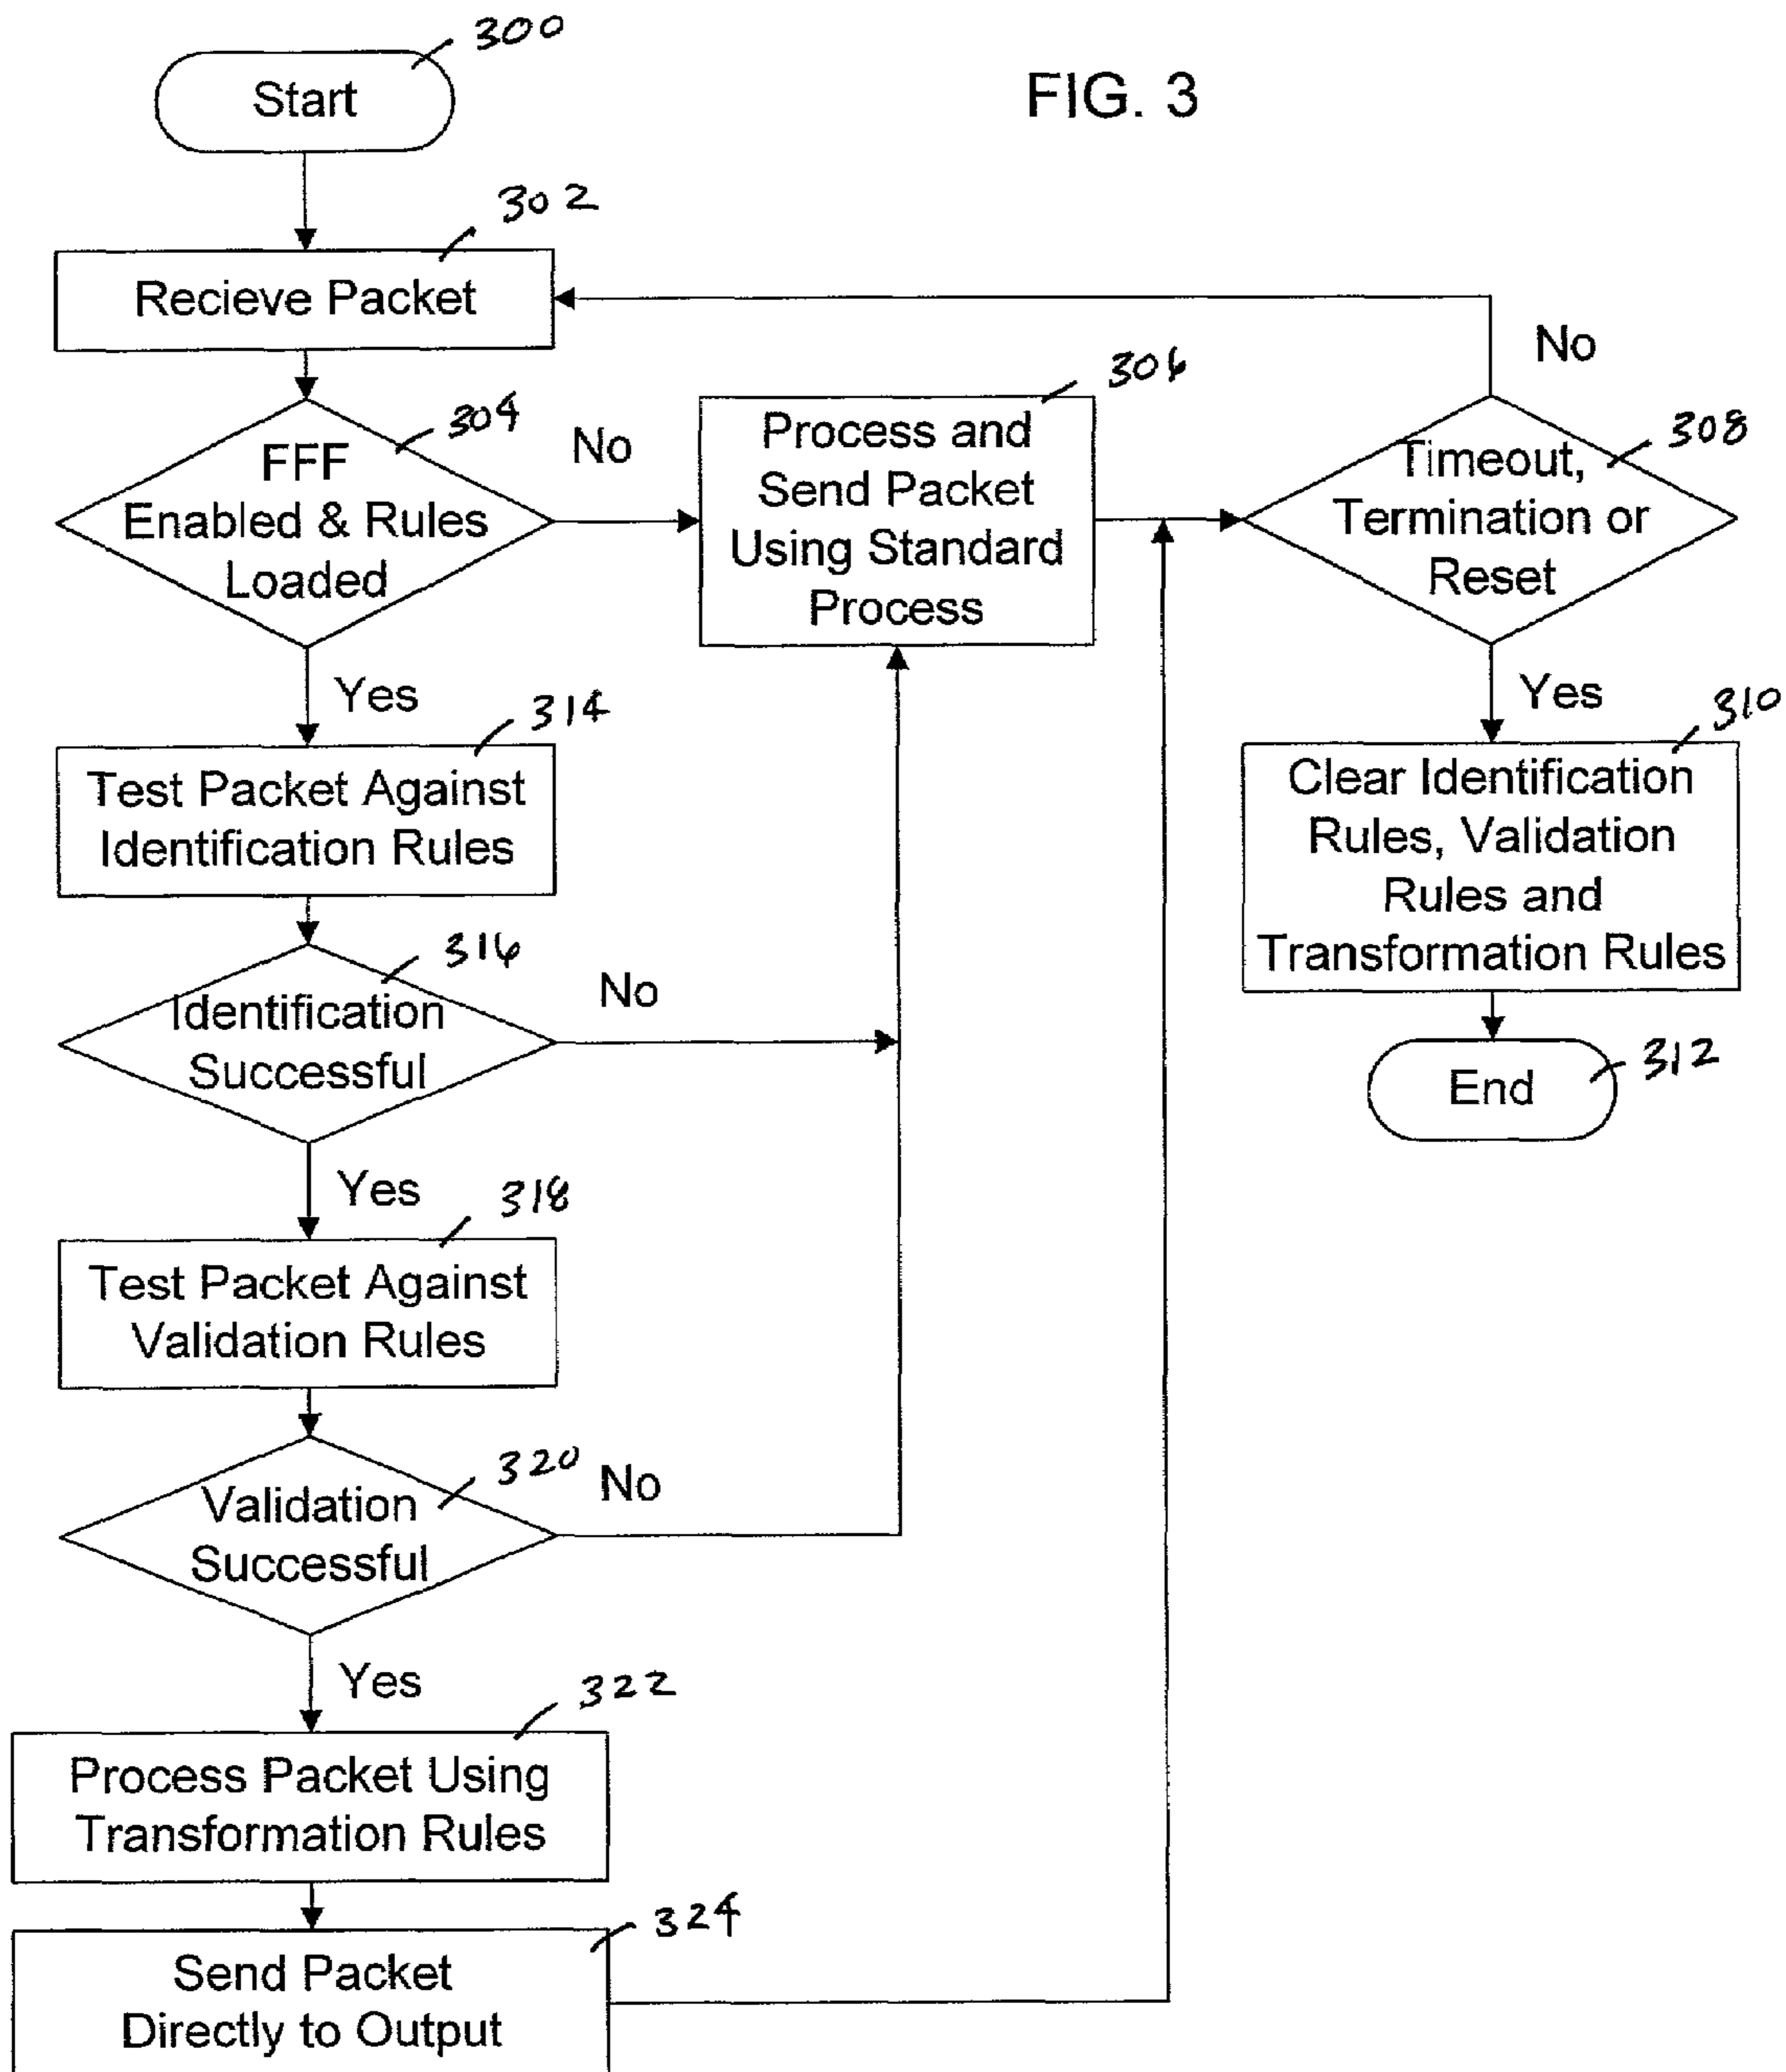 300
Start
FIG. 3
302
Recieve Packet
No
304
FFF
Enabled & Rules
Loaded
No
306
Process and
Send Packet
Using Standard
Process
308
Timeout,
Termination or
Reset
Yes
314
Test Packet Against
Identification Rules
Yes
310
Clear Identification
Rules, Validation
Rules and
Transformation Rules
316
Identification
Successful
No
312
End
Yes
318
Test Packet Against
Validation Rules
320
Validation
Successful
No
Yes
322
Process Packet Using
Transformation Rules
324
Send Packet
Directly to Output